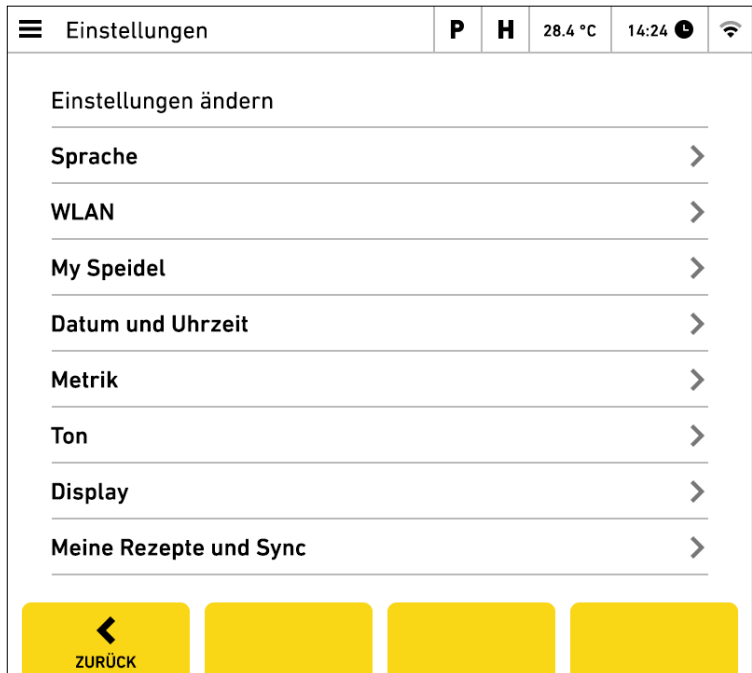 Einstellungen P H 28.4 °C 14:24
Einstellungen ändern
Sprache
WLAN
My Speidel
Datum und Uhrzeit
Metrik
Ton
Display
Meine Rezepte und Sync
ZURÜCK